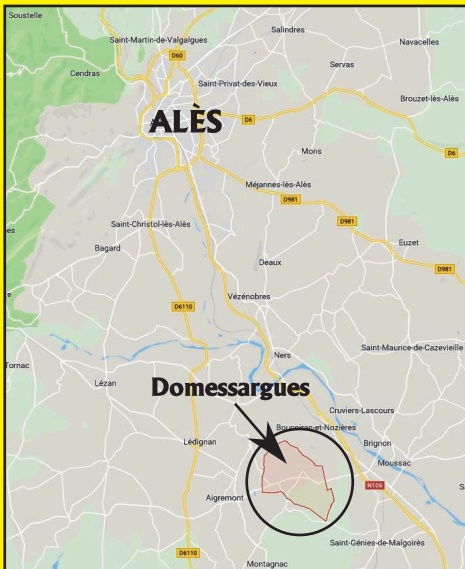 Soustelle
Salindres
Saint-Martin-de-Valgalgues
Navacelles
D60
Servas
Cendras
Saint-Privat-des-Vieux
Brouzet-lès-Alès
ALÈS
D6
Mons
D6
Méjannes-lès-Alès
D981
Saint-Christol-lès-Alès
D981
es
Bagard
Euzet
Deaux
D981
re
Vézénobres
D6110
Saint-Maurice-de-Cazevieille
Ners
Tornac
Lézan
Domessargues
Cruviers-Lascours
Boucoiran-et-Nozières
Lédignan
Brignon
Moussac
N106
S
Aigremont
Saint-Génies-de-Malgoirès
D6110
Montagnac